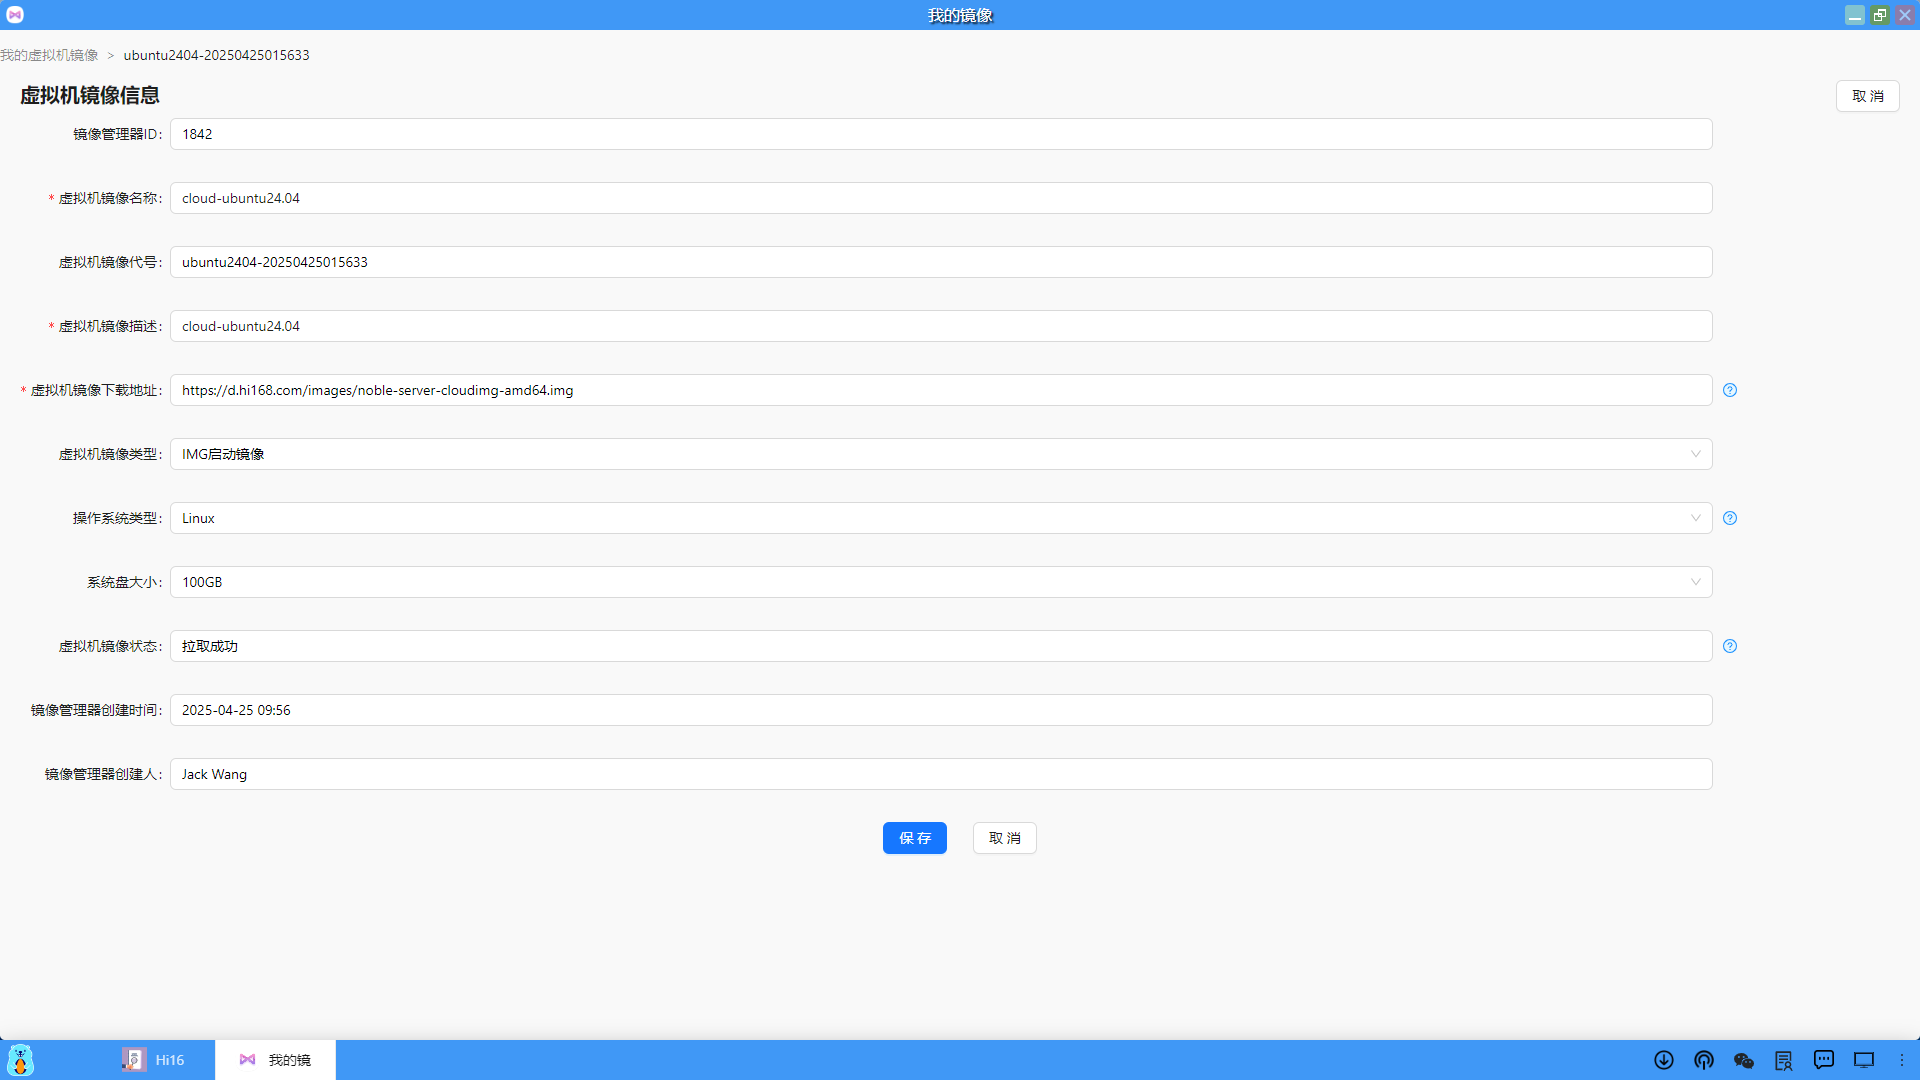 我的镜像
我的虚拟机镜像 > ubuntu2404-20250425015633
虚拟机镜像信息
取 消
镜像管理器ID: 1842
* 虚拟机镜像名称: cloud-ubuntu24.04
虚拟机镜像代号: ubuntu2404-20250425015633
* 虚拟机镜像描述: cloud-ubuntu24.04
* 虚拟机镜像下载地址: https://d.hi168.com/images/noble-server-cloudimg-amd64.img
虚拟机镜像类型: IMG启动镜像
操作系统类型: Linux
系统盘大小: 100GB
虚拟机镜像状态: 拉取成功
镜像管理器创建时间: 2025-04-25 09:56
镜像管理器创建人: Jack Wang
保 存 取 消
Hi16 我的镜